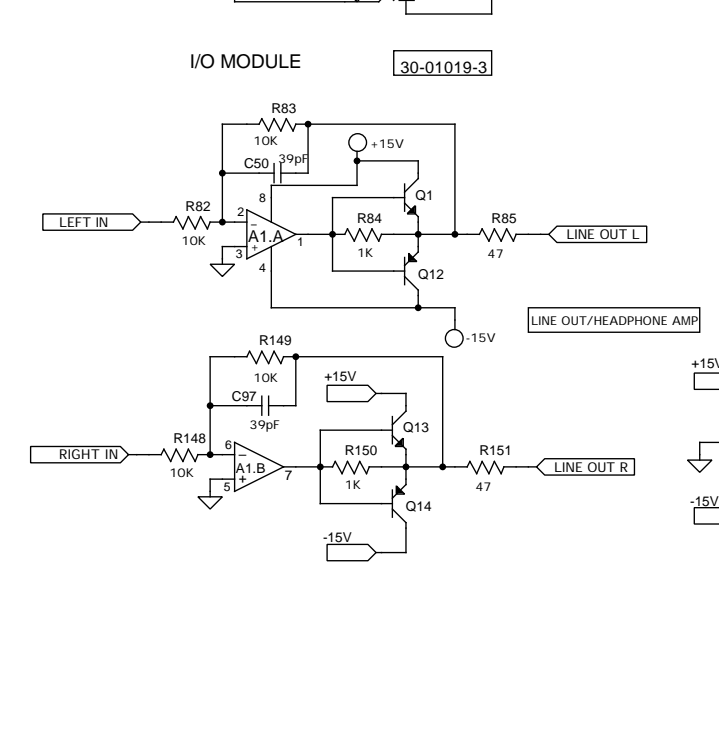 I/O MODULE
30-01019-3
R83
10K
C50
39pF
+15V
8
Q1
R82
2
R84
R85
LEFT IN
−
A1.A
1
LINE OUT L
10K
3
+
1K
47
4
Q12
LINE OUT/HEADPHONE AMP
-15V
R149
10K
+15V
+15V
C97
39pF
Q13
R148
6
R150
R151
RIGHT IN
−
A1.B
7
LINE OUT R
10K
5
+
1K
47
Q14
-15V
-15V